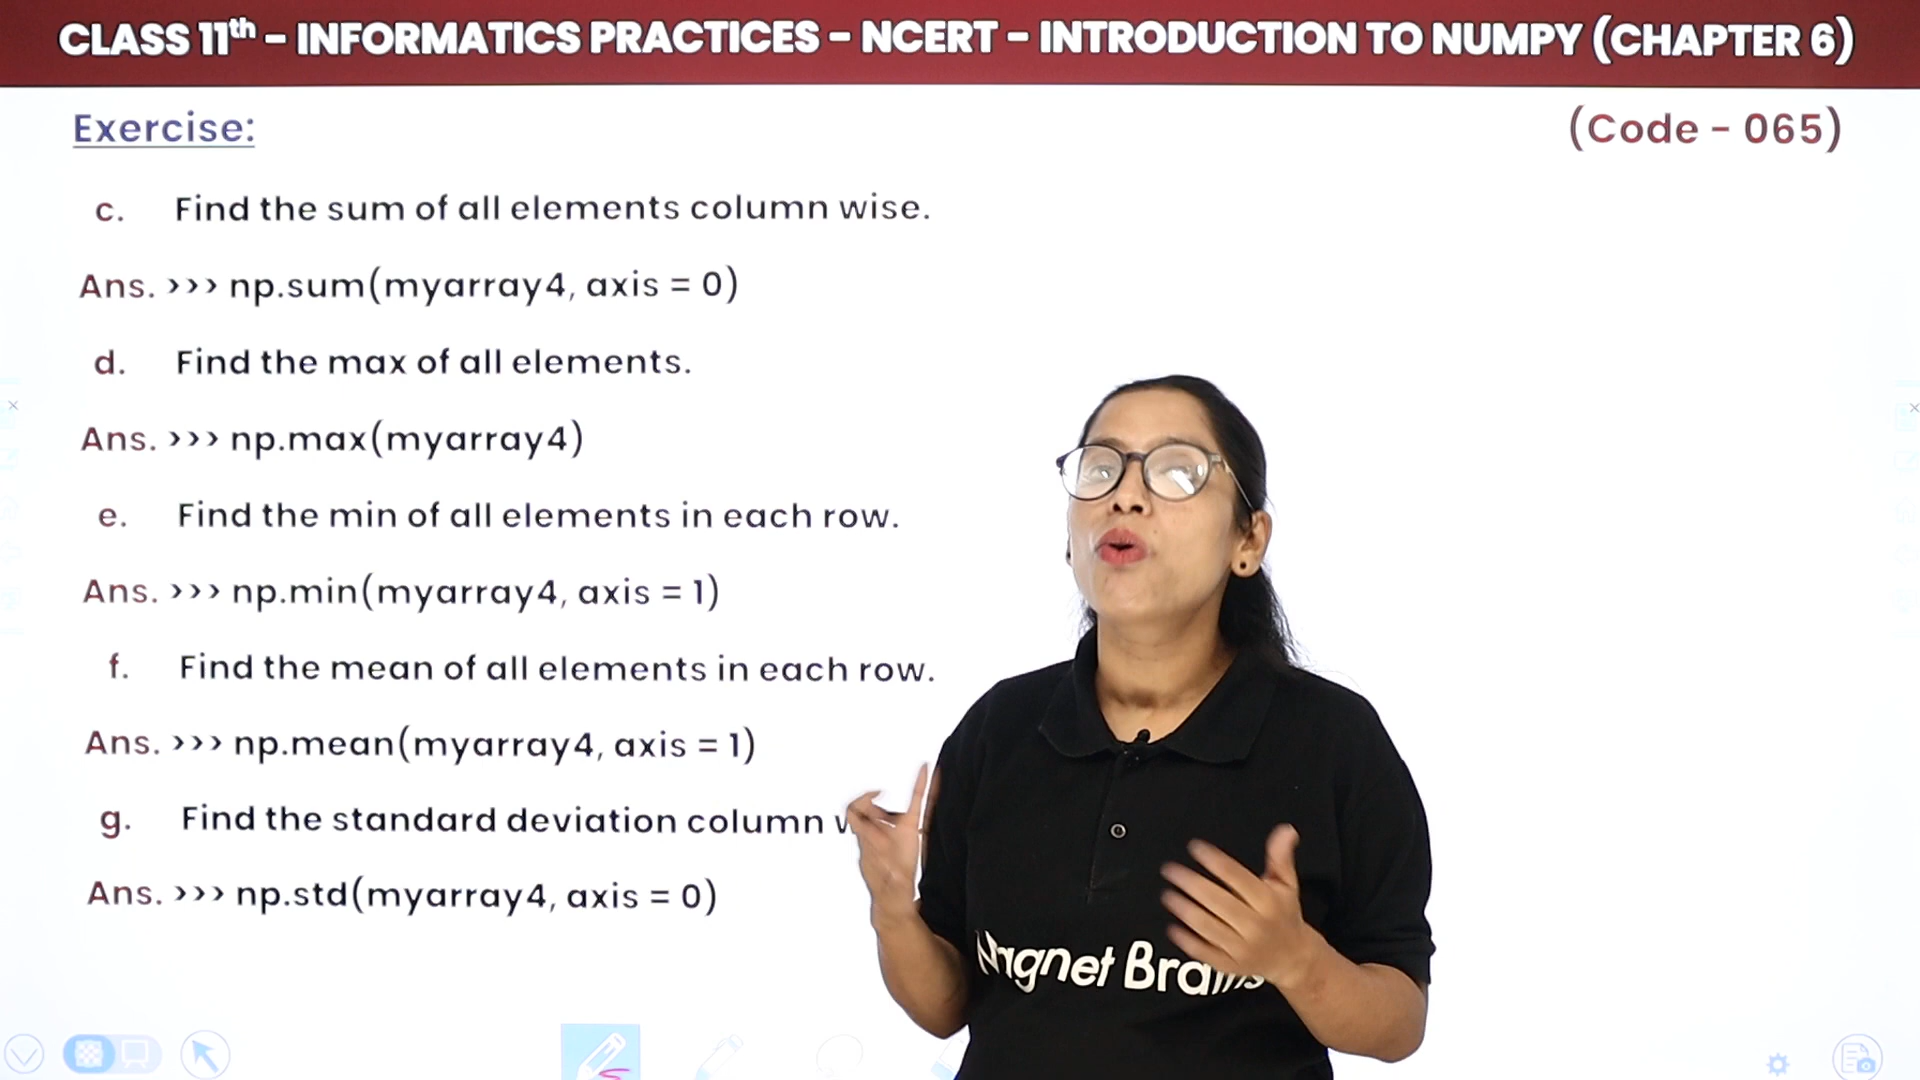 CLASS 11th - INFORMATICS PRACTICES - NCERT - INTRODUCTION TO NUMPY (CHAPTER 6)
Exercise:
(Code - 065)
c. Find the sum of all elements column wise.
Ans. >>> np.sum(myarray4, axis = 0)
d. Find the max of all elements.
Ans. >>> np.max(myarray4)
e. Find the min of all elements in each row.
Ans. >>> np.min(myarray4, axis = 1)
f. Find the mean of all elements in each row.
Ans. >>> np.mean(myarray4, axis = 1)
g. Find the standard deviation column
Ans. >>> np.std(myarray4, axis = 0)
Magnet Brains